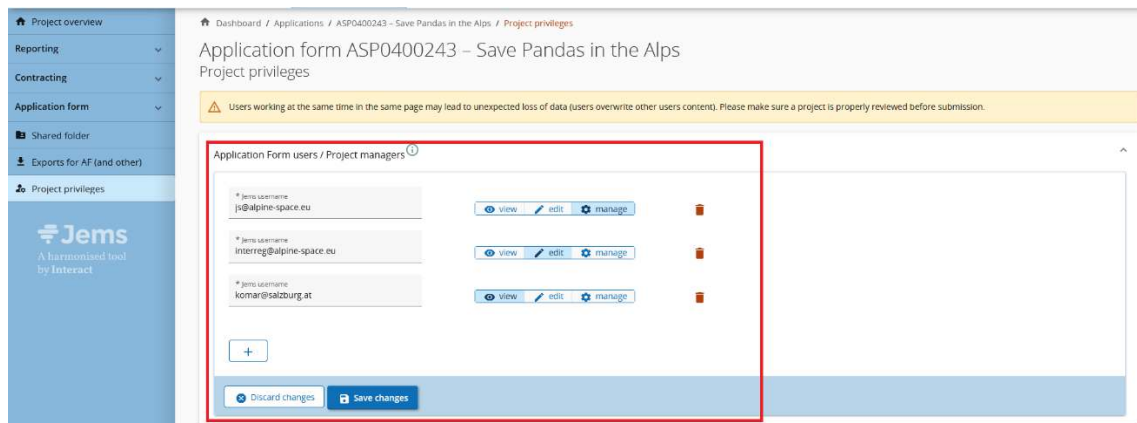 Project overview
Dashboard / Applications / ASP0400243 – Save Pandas in the Alps / Project privileges
Reporting
Application form ASP0400243 – Save Pandas in the Alps
Project privileges
Contracting
Application form
Users working at the same time in the same page may lead to unexpected loss of data (users overwrite other users content). Please make sure a project is properly reviewed before submission.
Shared folder
Exports for AF (and other)
Project privileges
Application Form users / Project managers
* Jems username
js@alpine-space.eu
view edit manage
* Jems username
interreg@alpine-space.eu
view edit manage
* Jems username
komar@salzburg.at
view edit manage
+
Discard changes Save changes
Jems
A harmonised tool
by Interact